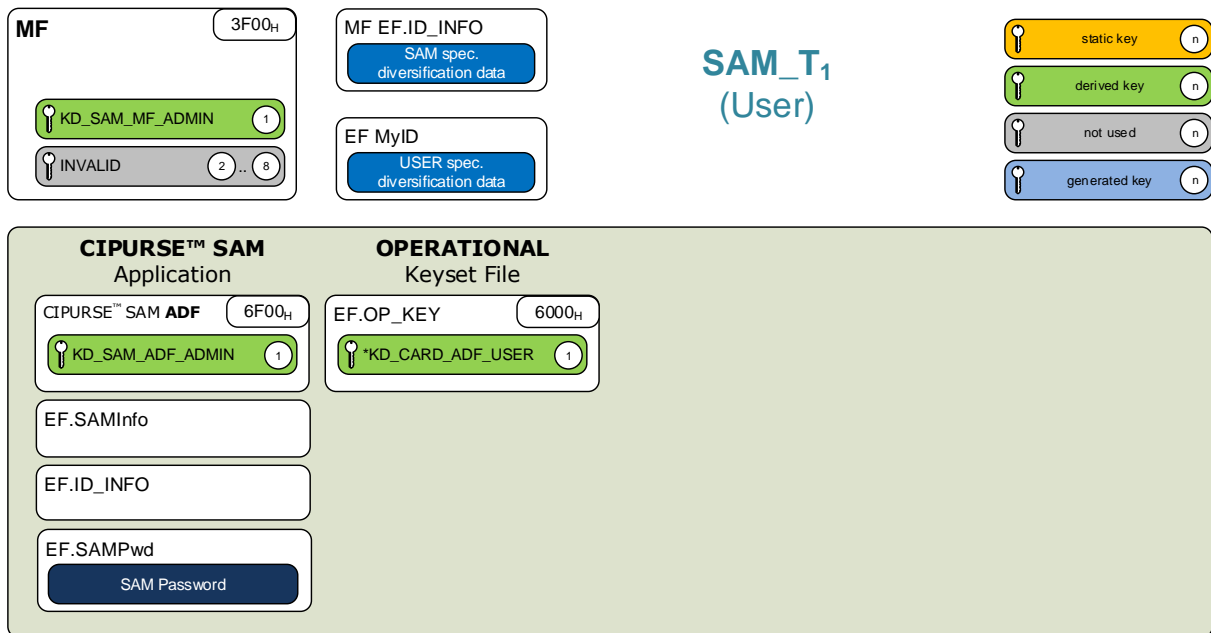 MF
3F00H
KD_SAM_MF_ADMIN 1
INVALID 2 .. 8
MF EF.ID_INFO
SAM spec.
diversification data
EF MyID
USER spec.
diversification data
SAM_T1
(User)
static key n
derived key n
not used n
generated key n
CIPURSE™ SAM
Application
CIPURSE™ SAM ADF 6F00H
KD_SAM_ADF_ADMIN 1
EF.SAMInfo
EF.ID_INFO
EF.SAMPwd
SAM Password
OPERATIONAL
Keyset File
EF.OP_KEY 6000H
*KD_CARD_ADF_USER 1